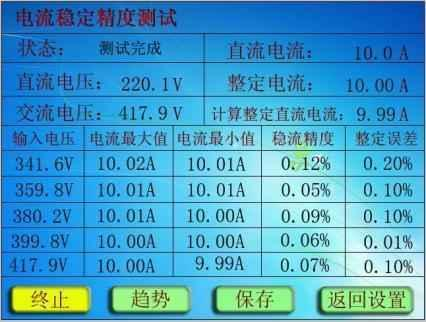 电流稳定精度测试
状态: 测试完成 直流电流: 10.0 A
直流电压: 220.1V 整定电流: 10.00 A
交流电压: 417.9 V 计算整定直流电流: 9.99 A
输入电压 电流最大值 电流最小值 稳流精度 整定误差
341.6V 10.02A 10.01A 0.12% 0.20%
359.8V 10.01A 10.01A 0.05% 0.10%
380.2V 10.01A 10.00A 0.09% 0.10%
399.8V 10.00A 10.00A 0.06% 0.01%
417.9V 10.00A 9.99A 0.07% 0.10%
终止 趋势 保存 返回设置